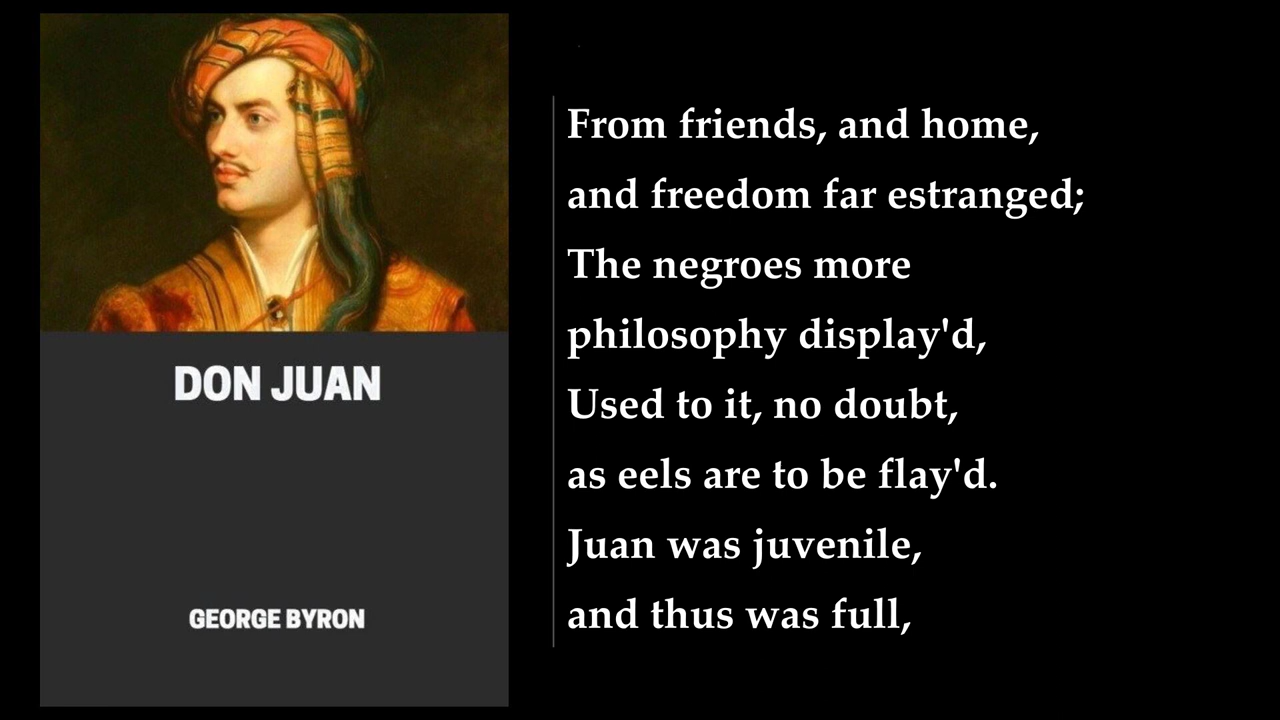 DON JUAN
GEORGE BYRON
From friends, and home,
and freedom far estranged;
The negroes more
philosophy display'd,
Used to it, no doubt,
as eels are to be flay'd.
Juan was juvenile,
and thus was full,